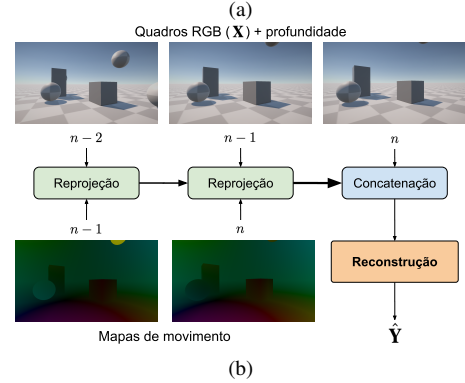 (a)
Quadros RGB (X) + profundidade
n − 2
n − 1
n
Reprojeção
Reprojeção
Concatenação
n − 1
n
Reconstrução
Mapas de movimento
Ŷ
(b)